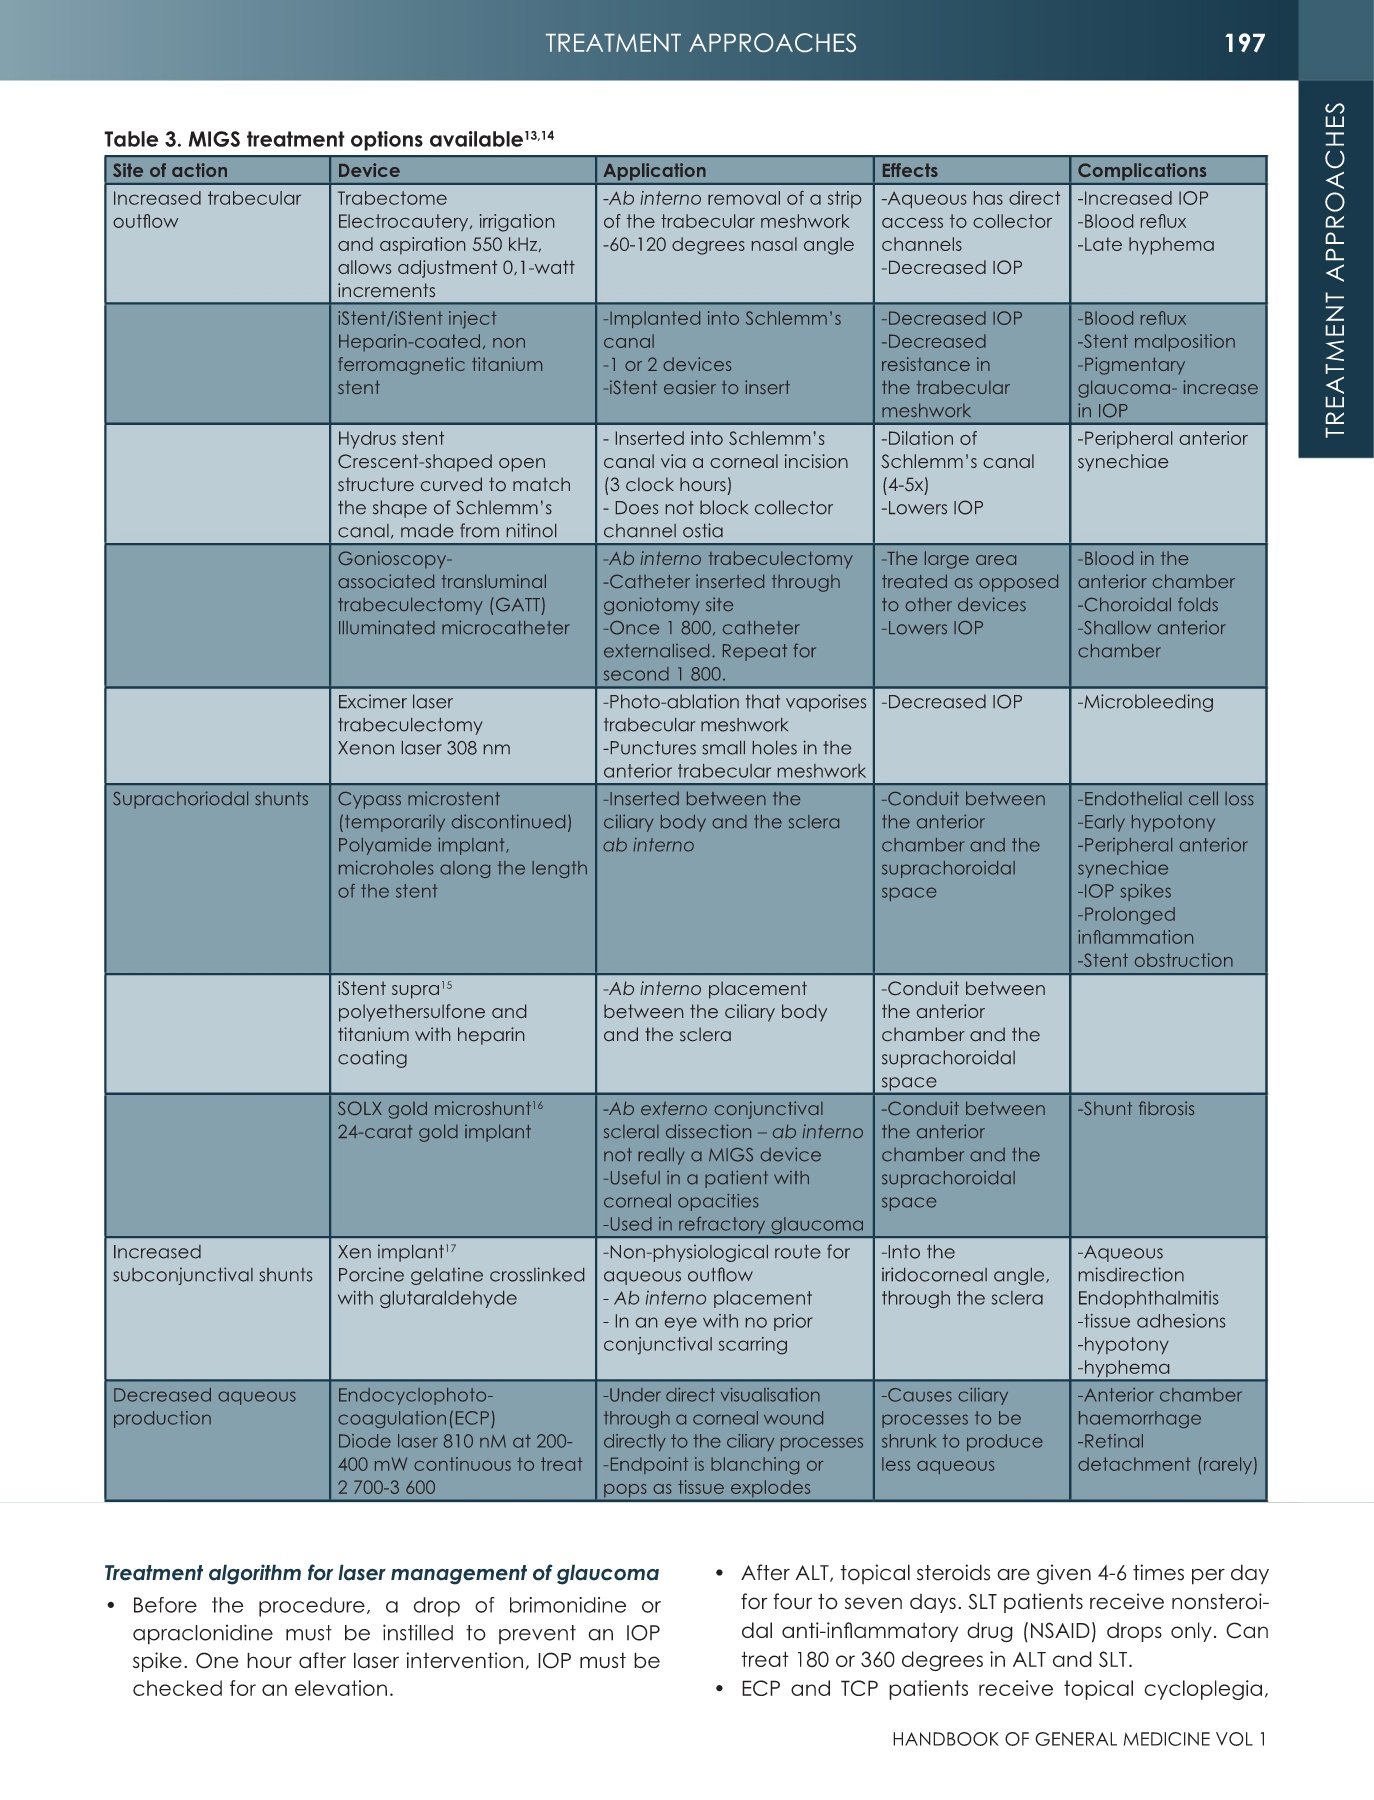 TREATMENT APPROACHES
197
TREATMENT APPROACHES
Table 3. MIGS treatment options available13,14
Site of action
Device
Application
Effects
Complications
Increased trabecular
outflow
Trabectome
Electrocautery, irrigation
and aspiration 550 kHz,
allows adjustment 0,1-watt
increments
-Ab interno removal of a strip
of the trabecular meshwork
-60-120 degrees nasal angle
-Aqueous has direct
access to collector
channels
-Decreased IOP
-Increased IOP
-Blood reflux
-Late hyphema
iStent/iStent inject
Heparin-coated, non
ferromagnetic titanium
stent
-Implanted into Schlemm's
canal
-1 or 2 devices
-iStent easier to insert
-Decreased IOP
-Decreased
resistance in
the trabecular
meshwork
-Blood reflux
-Stent malposition
-Pigmentary
glaucoma- increase
in IOP
Hydrus stent
Crescent-shaped open
structure curved to match
the shape of Schlemm's
canal, made from nitinol
- Inserted into Schlemm's
canal via a corneal incision
(3 clock hours)
- Does not block collector
channel ostia
-Dilation of
Schlemm's canal
(4-5x)
-Lowers IOP
-Peripheral anterior
synechiae
Gonioscopy-
associated transluminal
trabeculectomy (GATT)
Illuminated microcatheter
-Ab interno trabeculectomy
-Catheter inserted through
goniotomy site
-Once 1 800, catheter
externalised. Repeat for
second 1 800.
-The large area
treated as opposed
to other devices
-Lowers IOP
-Blood in the
anterior chamber
-Choroidal folds
-Shallow anterior
chamber
Excimer laser
trabeculectomy
Xenon laser 308 nm
-Photo-ablation that vaporises
trabecular meshwork
-Punctures small holes in the
anterior trabecular meshwork
-Decreased IOP
-Microbleeding
Suprachoriodal shunts
Cypass microstent
(temporarily discontinued)
Polyamide implant,
microholes along the length
of the stent
-Inserted between the
ciliary body and the sclera
ab interno
-Conduit between
the anterior
chamber and the
suprachoroidal
space
-Endothelial cell loss
-Early hypotony
-Peripheral anterior
synechiae
-IOP spikes
-Prolonged
inflammation
-Stent obstruction
iStent supra15
polyethersulfone and
titanium with heparin
coating
-Ab interno placement
between the ciliary body
and the sclera
-Conduit between
the anterior
chamber and the
suprachoroidal
space
SOLX gold microshunt16
24-carat gold implant
-Ab externo conjunctival
scleral dissection – ab interno
not really a MIGS device
-Useful in a patient with
corneal opacities
-Used in refractory glaucoma
-Conduit between
the anterior
chamber and the
suprachoroidal
space
-Shunt fibrosis
Increased
subconjunctival shunts
Xen implant17
Porcine gelatine crosslinked
with glutaraldehyde
-Non-physiological route for
aqueous outflow
- Ab interno placement
- In an eye with no prior
conjunctival scarring
-Into the
iridocorneal angle,
through the sclera
-Aqueous
misdirection
Endophthalmitis
-tissue adhesions
-hypotony
-hyphema
Decreased aqueous
production
Endocyclophoto-
coagulation(ECP)
Diode laser 810 nM at 200-
400 mW continuous to treat
2 700-3 600
-Under direct visualisation
through a corneal wound
directly to the ciliary processes
-Endpoint is blanching or
pops as tissue explodes
-Causes ciliary
processes to be
shrunk to produce
less aqueous
-Anterior chamber
haemorrhage
-Retinal
detachment (rarely)
Treatment algorithm for laser management of glaucoma
• Before the procedure, a drop of brimonidine or
apraclonidine must be instilled to prevent an IOP
spike. One hour after laser intervention, IOP must be
checked for an elevation.
• After ALT, topical steroids are given 4-6 times per day
for four to seven days. SLT patients receive nonsteroi-
dal anti-inflammatory drug (NSAID) drops only. Can
treat 180 or 360 degrees in ALT and SLT.
• ECP and TCP patients receive topical cycloplegia,
HANDBOOK OF GENERAL MEDICINE VOL 1